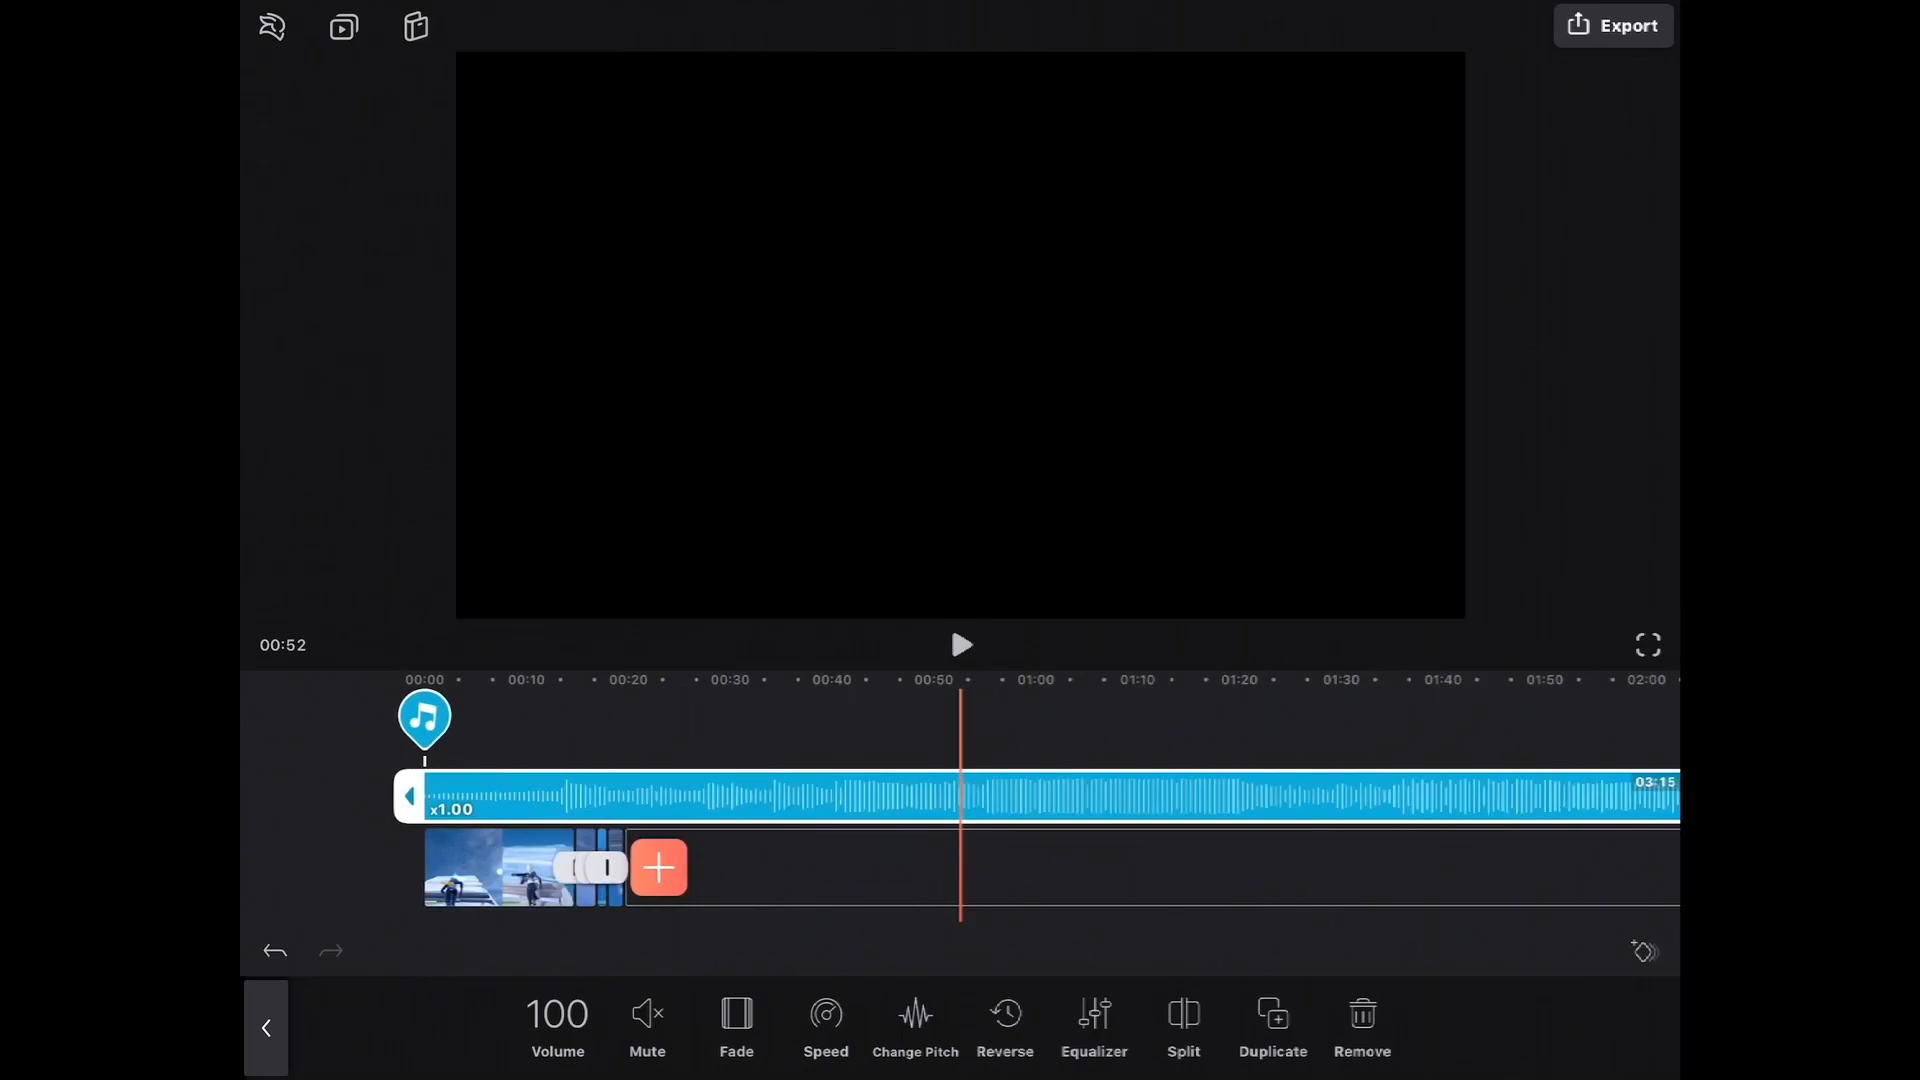 Export
00:52
00:00 00:10 00:20 00:30 00:40 00:50 01:00 01:10 01:20 01:30 01:40 01:50 02:00
03:15
x1.00
100
Volume Mute Fade Speed Change Pitch Reverse Equalizer Split Duplicate Remove